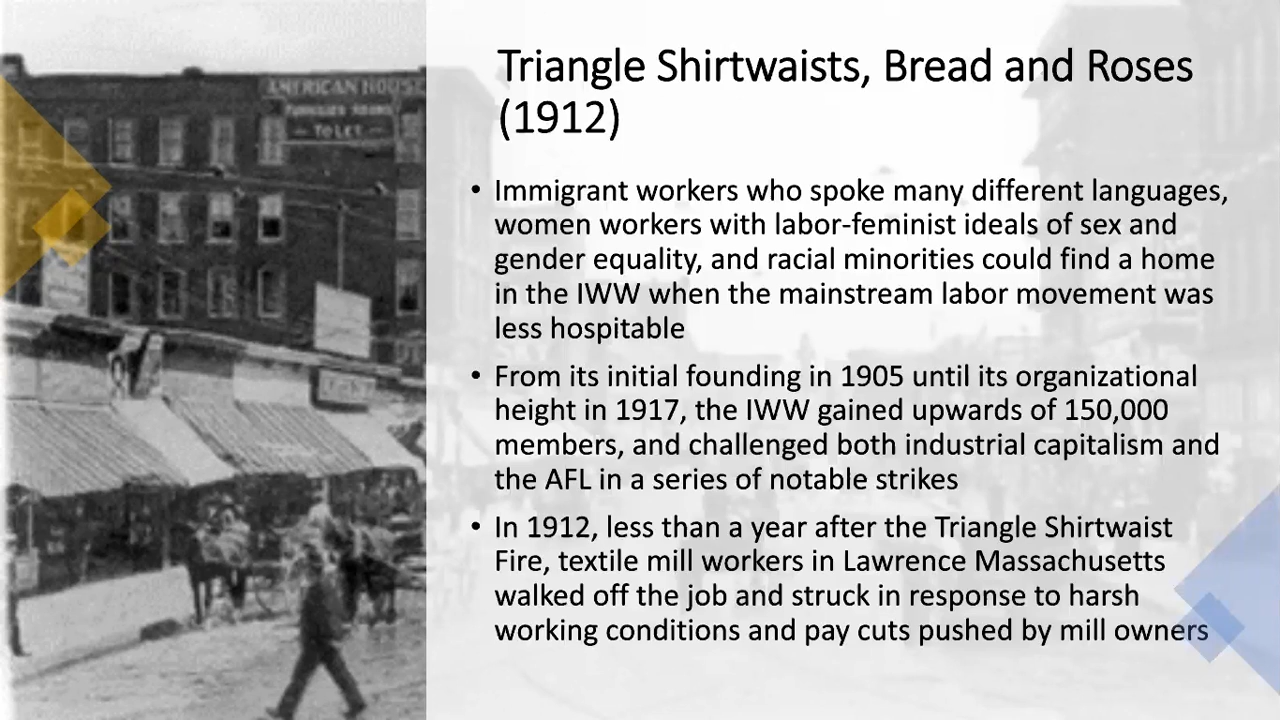 AMERICAN HOUSE
FURNISHED ROOMS
TO LET
Triangle Shirtwaists, Bread and Roses
(1912)
• Immigrant workers who spoke many different languages,
women workers with labor-feminist ideals of sex and
gender equality, and racial minorities could find a home
in the IWW when the mainstream labor movement was
less hospitable
• From its initial founding in 1905 until its organizational
height in 1917, the IWW gained upwards of 150,000
members, and challenged both industrial capitalism and
the AFL in a series of notable strikes
• In 1912, less than a year after the Triangle Shirtwaist
Fire, textile mill workers in Lawrence Massachusetts
walked off the job and struck in response to harsh
working conditions and pay cuts pushed by mill owners